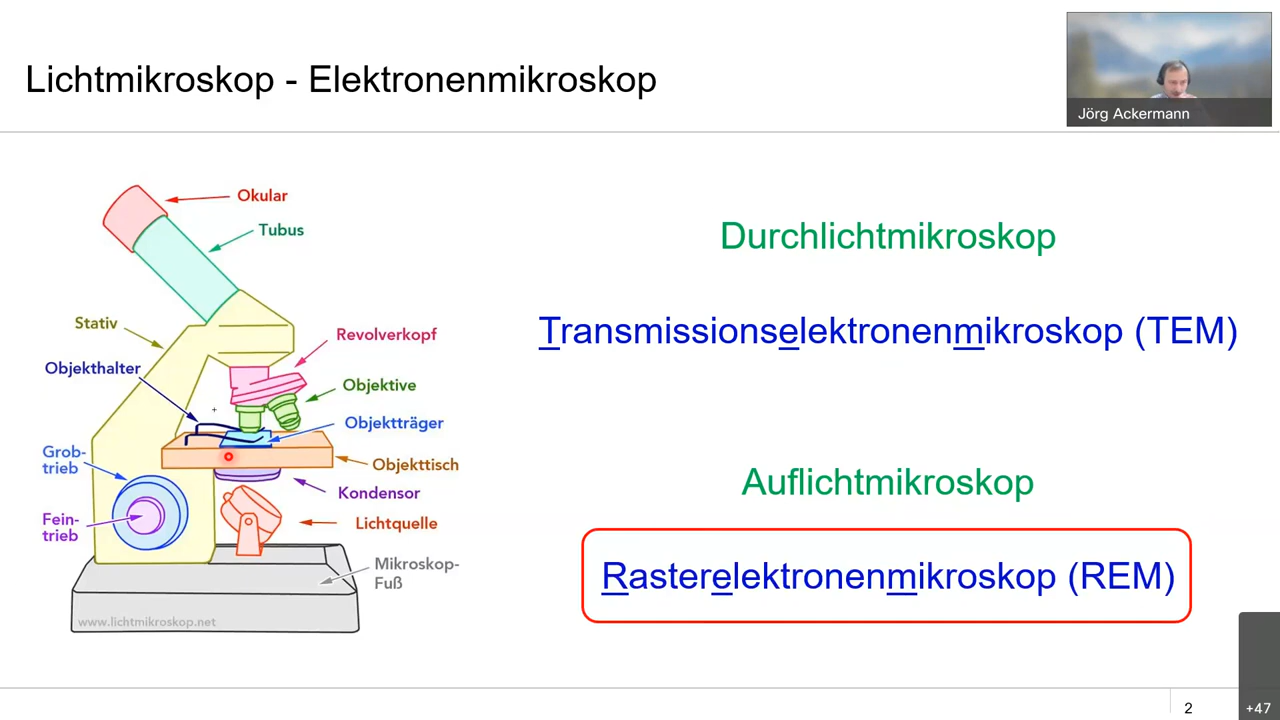 Lichtmikroskop - Elektronenmikroskop
Jörg Ackermann
Okular
Tubus
Stativ
Revolverkopf
Objekthalter
Objektive
Objektträger
Grob-
trieb
Objekttisch
Kondensor
Fein-
trieb
Lichtquelle
Mikroskop-
Fuß
www.lichtmikroskop.net
Durchlichtmikroskop
Transmissionselektronenmikroskop (TEM)
Auflichtmikroskop
Rasterelektronenmikroskop (REM)
2
+47